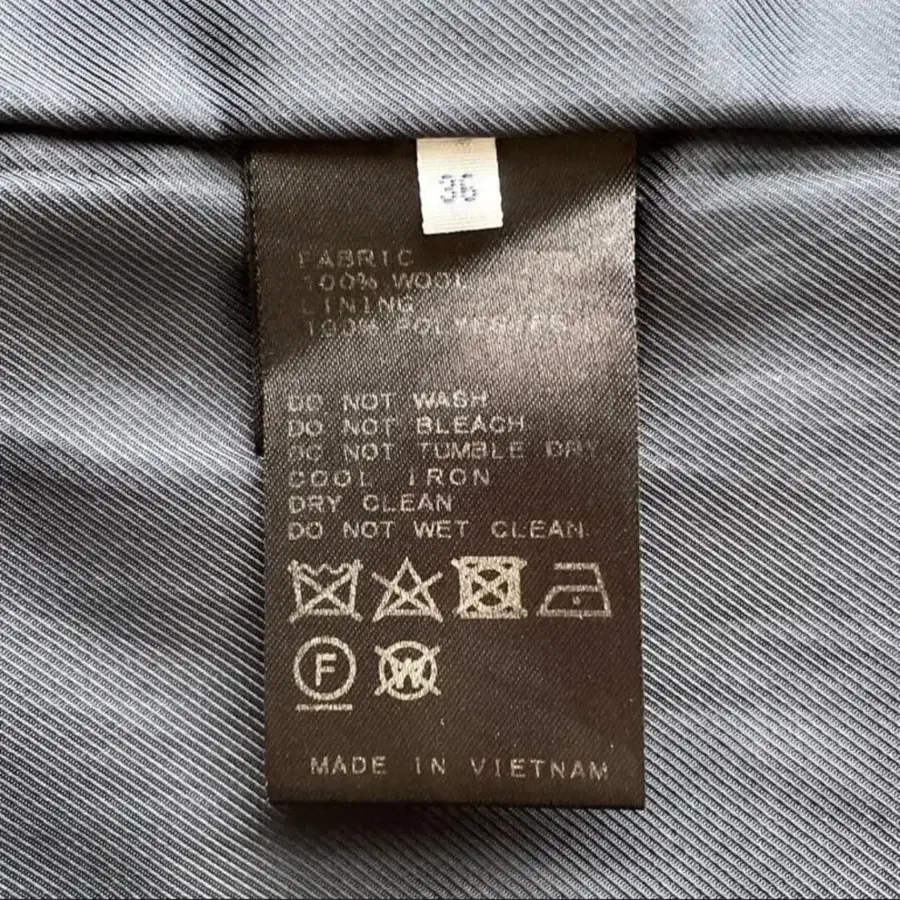 36
FABRIC
100% WOOL
LINING
100% POLYESTER
DO NOT WASH
DO NOT BLEACH
DO NOT TUMBLE DRY
COOL IRON
DRY CLEAN
DO NOT WET CLEAN
F W
MADE IN VIETNAM